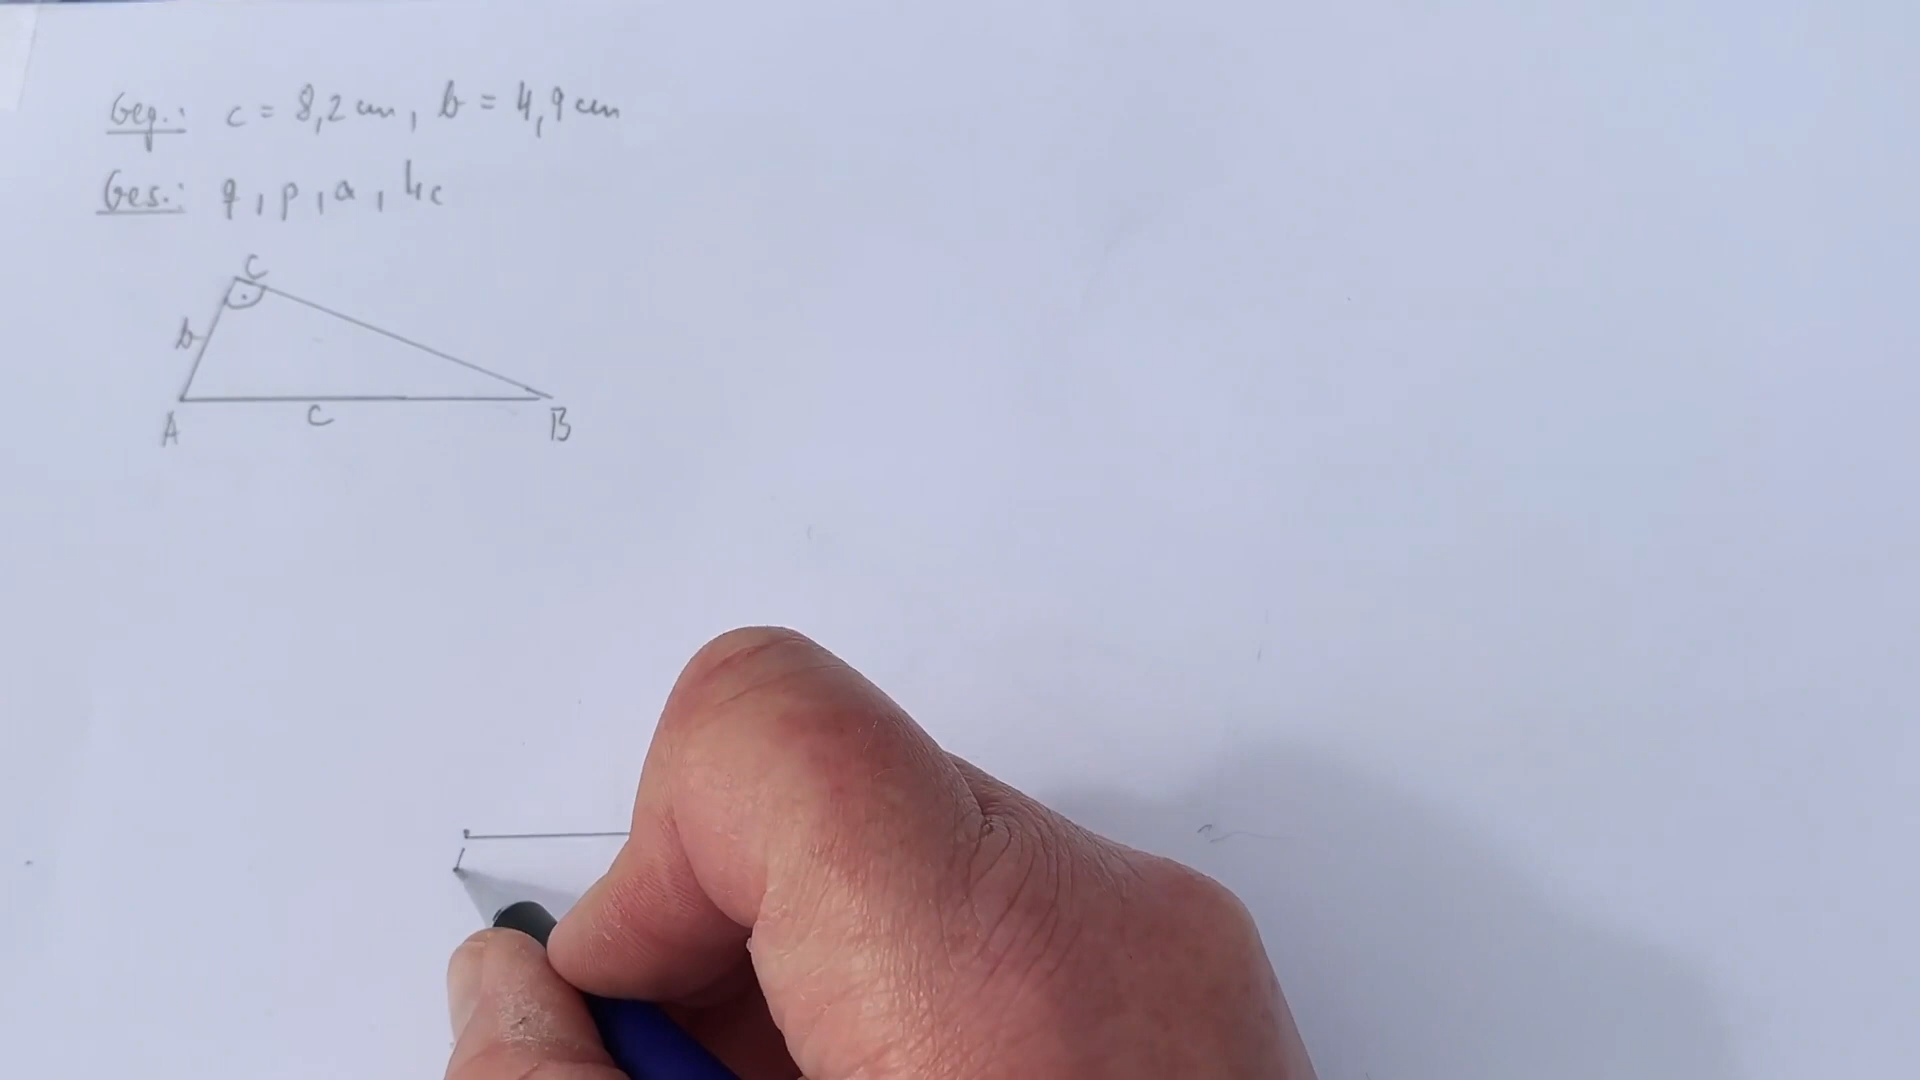 Geg.: c = 8,2 cm, b = 4,9 cm
Ges.: q, p, a, hc
C
b
c
A
B